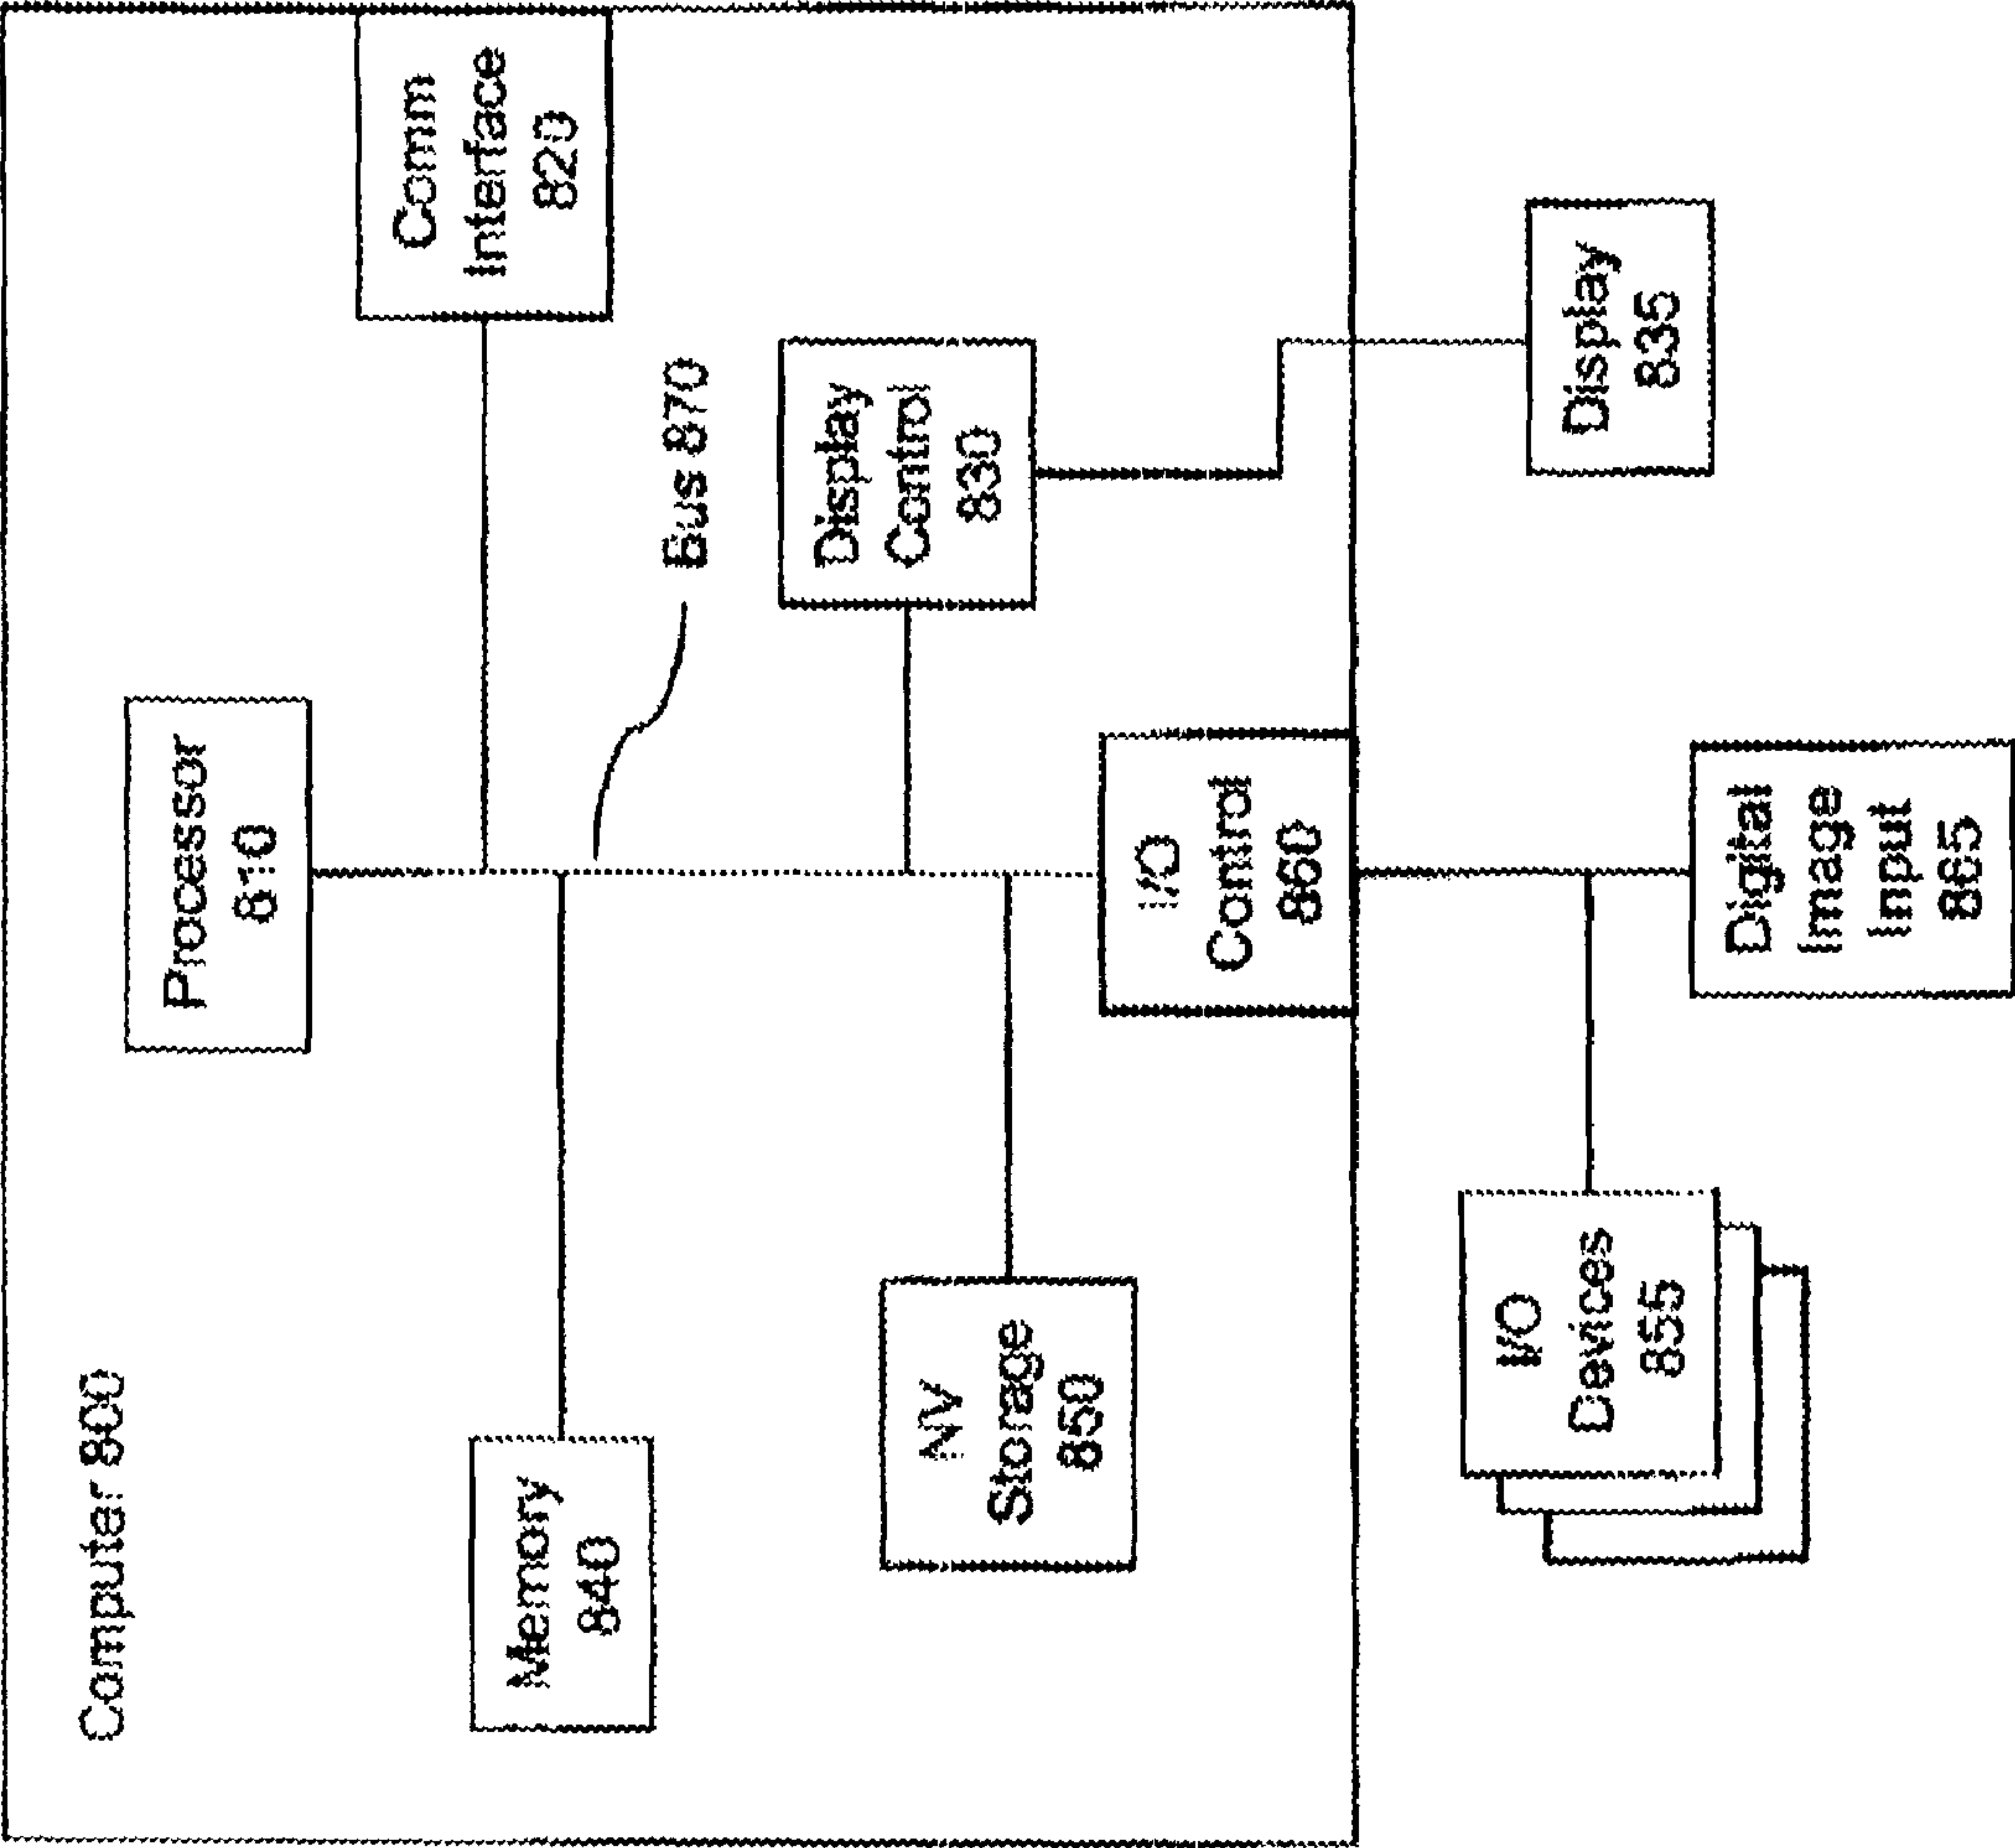 Computer 800
Processor
810
Comm
Interface
820
Memory
840
Bus 870
Display
Control
830
NV
Storage
850
I/O
Control
860
I/O
Devices
855
Display
835
Digital
Image
Input
865